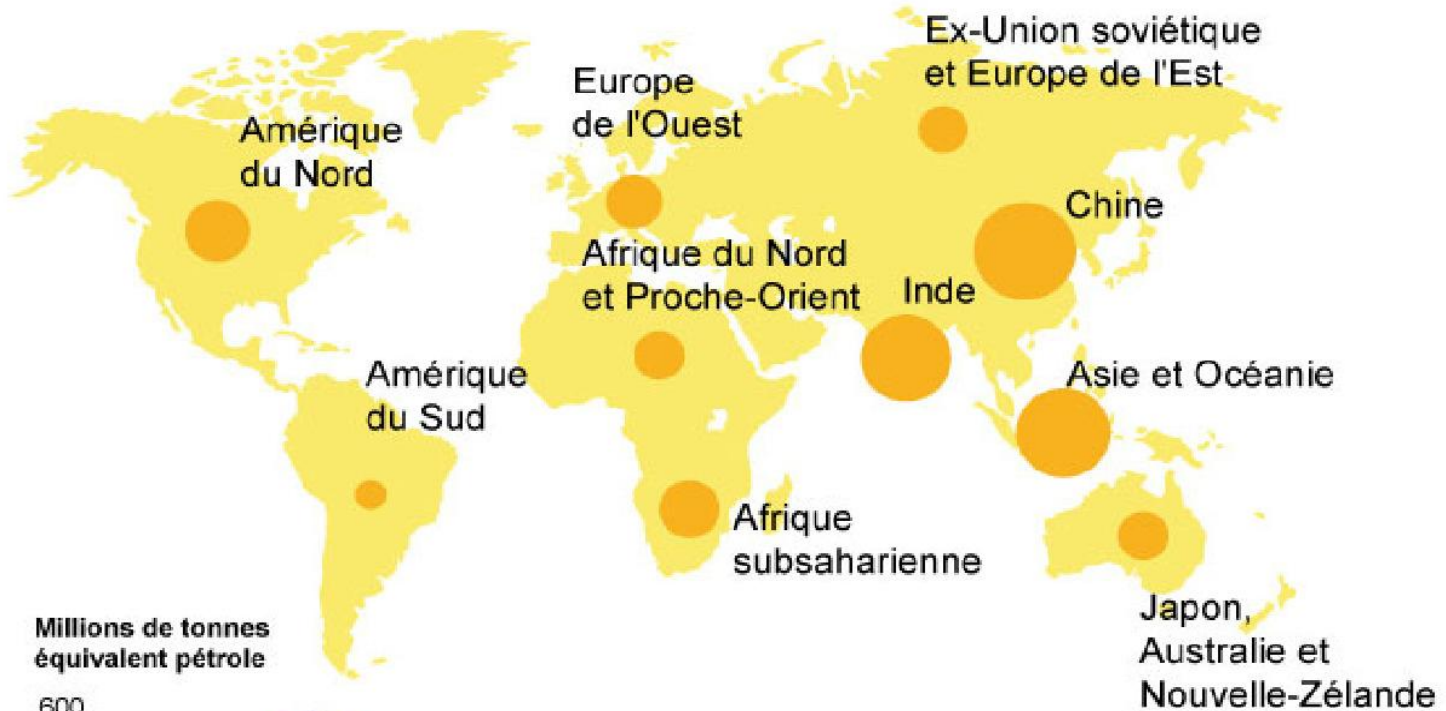 Ex-Union soviétique
et Europe de l'Est
Europe
de l'Ouest
Amérique
du Nord
Chine
Afrique du Nord
et Proche-Orient
Inde
Amérique
du Sud
Asie et Océanie
Afrique
subsaharienne
Japon,
Australie et
Nouvelle-Zélande
Millions de tonnes
équivalent pétrole
600